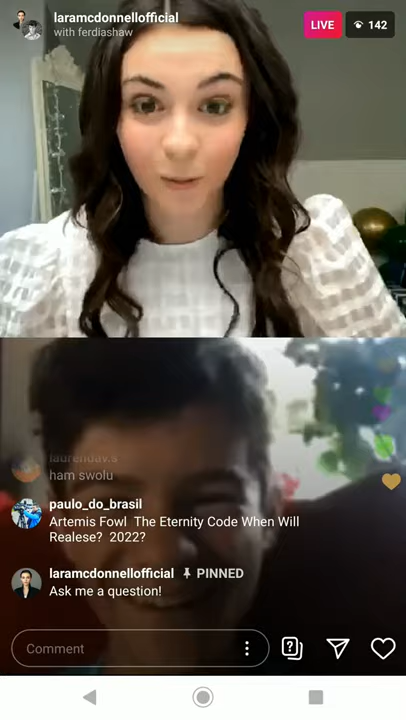 laramcdonnellofficial
with ferdiashaw
LIVE
142
laurenday.s
ham swolu
paulo_do_brasil
Artemis Fowl The Eternity Code When Will
Realese? 2022?
laramcdonnellofficial PINNED
Ask me a question!
Comment